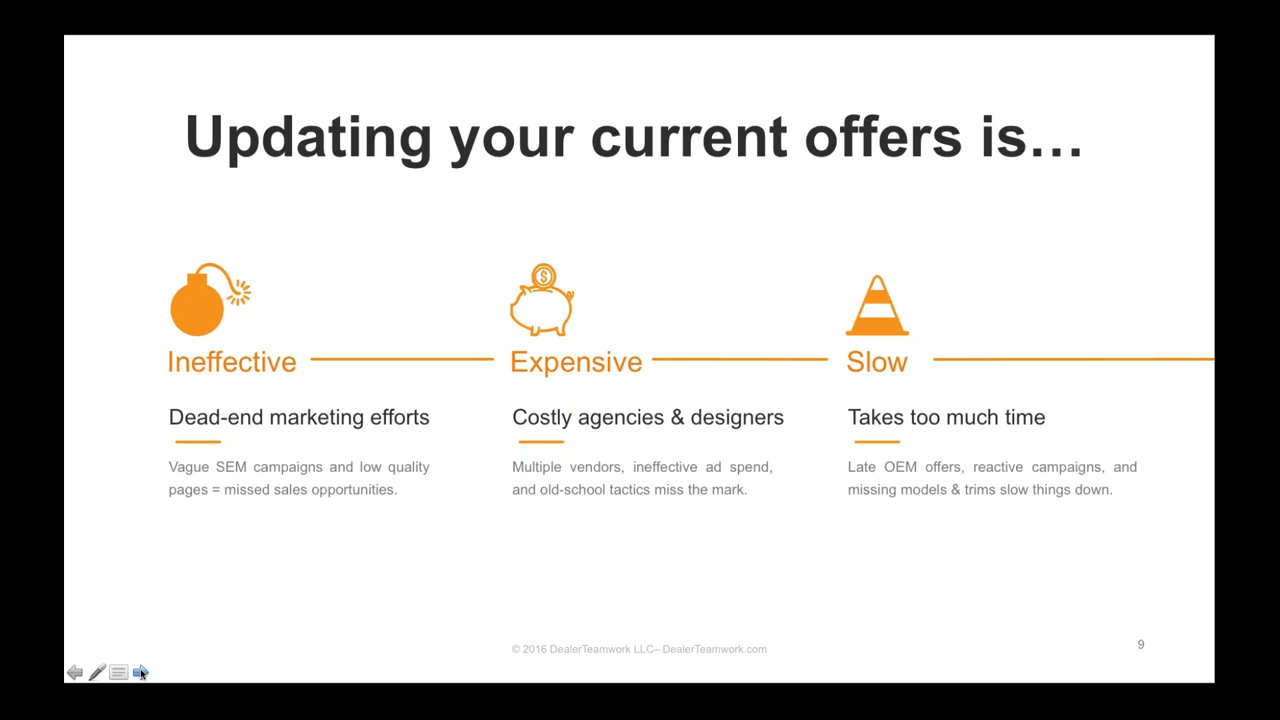 Updating your current offers is…
$
Ineffective
Expensive
Slow
Dead-end marketing efforts
Costly agencies & designers
Takes too much time
Vague SEM campaigns and low quality
pages = missed sales opportunities.
Multiple vendors, ineffective ad spend,
and old-school tactics miss the mark.
Late OEM offers, reactive campaigns, and
missing models & trims slow things down.
© 2016 DealerTeamwork LLC– DealerTeamwork.com
9